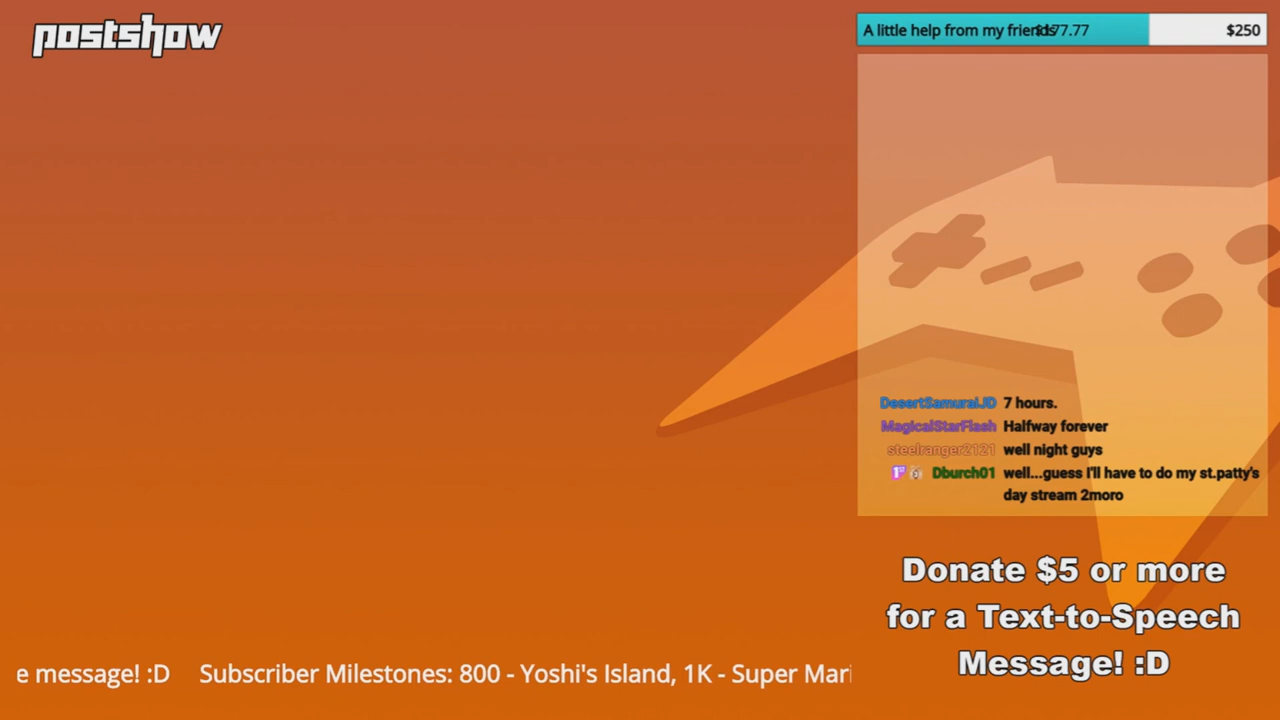 postshow
A little help from my friends $177.77 $250
DesertSamuraiJD 7 hours.
MagicalStarFlash Halfway forever
steelranger2121 well night guys
Dburch01 well...guess I'll have to do my st.patty's
day stream 2moro
Donate $5 or more
for a Text-to-Speech
Message! :D
e message! :D Subscriber Milestones: 800 - Yoshi's Island, 1K - Super Mari